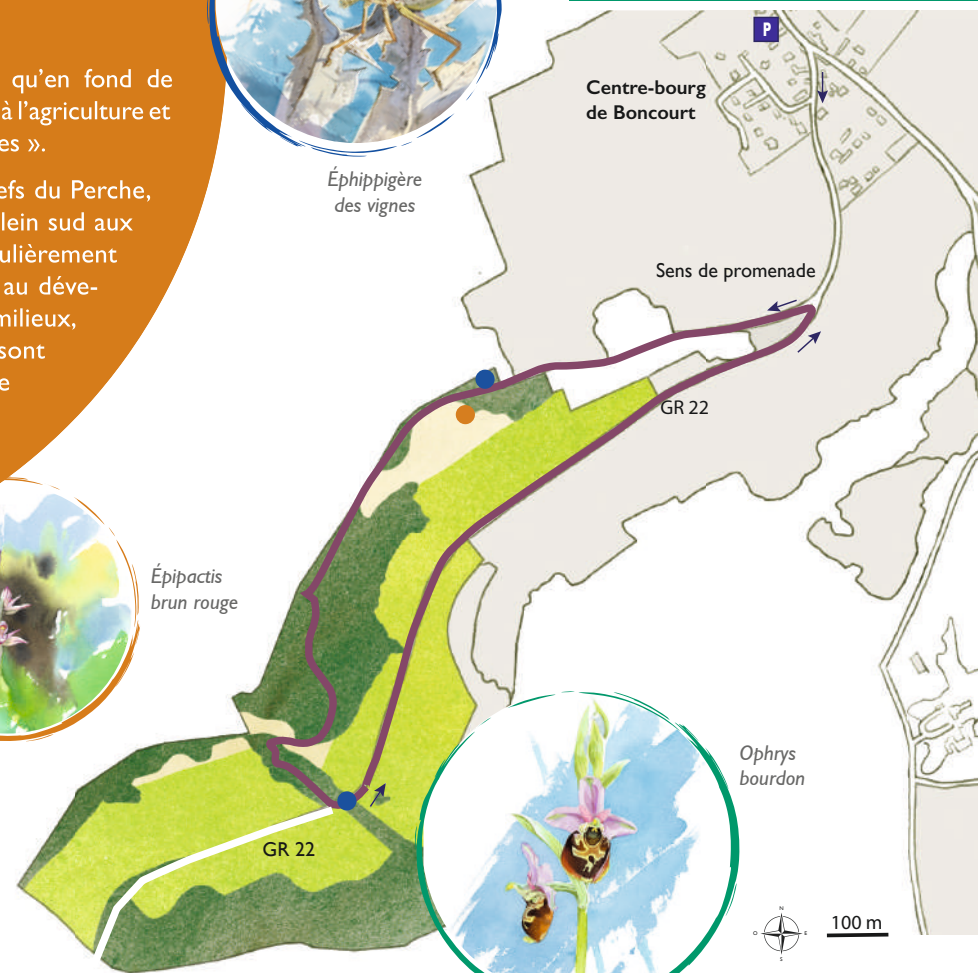 qu’en fond de
à l’agriculture et
es ».
efs du Perche,
lein sud aux
ulièrement
au déve-
milieux,
sont
e
Éphippigère
des vignes
P
Centre-bourg
de Boncourt
Sens de promenade
GR 22
Épipactis
brun rouge
GR 22
Ophrys
bourdon
N
O
E
S
100 m